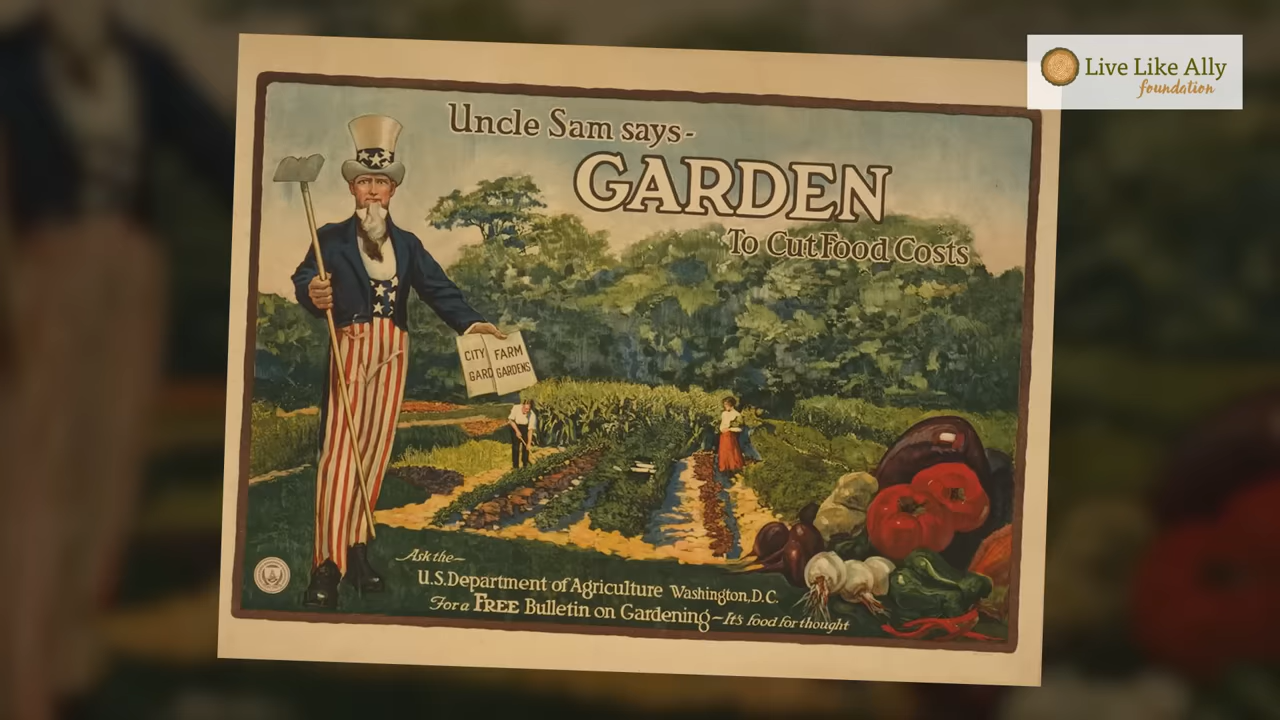 Live Like Ally
foundation
Uncle Sam says-
GARDEN
To Cut Food Costs
CITY FARM
GARD GARDENS
Ask the—
U.S. Department of Agriculture Washington, D.C.
For a FREE Bulletin on Gardening—It's food for thought